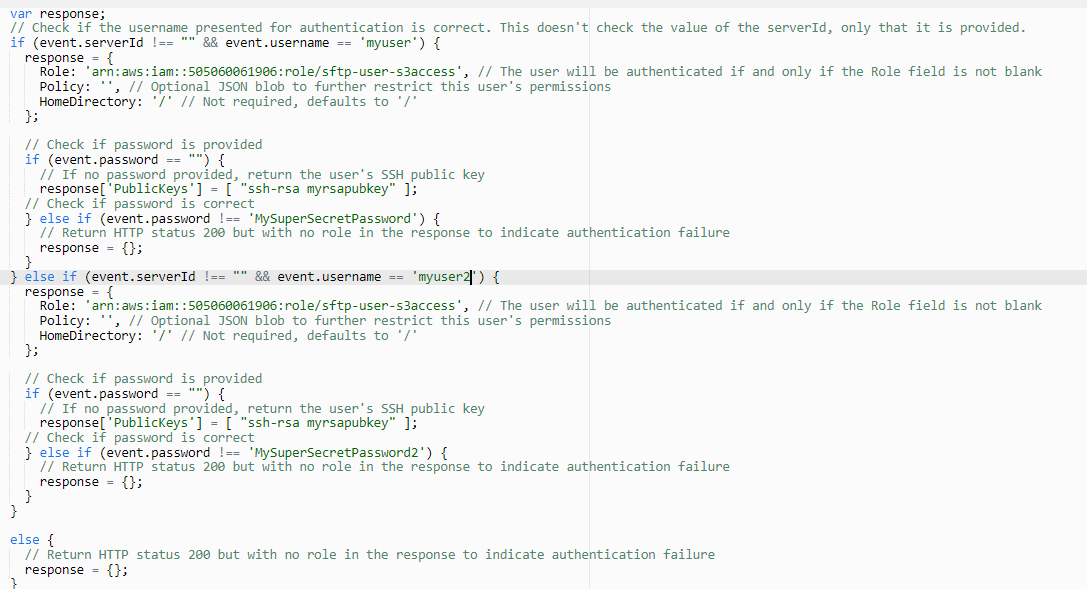 var response;
// Check if the username presented for authentication is correct. This doesn't check the value of the serverId, only that it is provided.
if (event.serverId !== "" && event.username == 'myuser') {
  response = {
    Role: 'arn:aws:iam::505060061906:role/sftp-user-s3access', // The user will be authenticated if and only if the Role field is not blank
    Policy: '', // Optional JSON blob to further restrict this user's permissions
    HomeDirectory: '/' // Not required, defaults to '/'
  };
  // Check if password is provided
  if (event.password == "") {
    // If no password provided, return the user's SSH public key
    response['PublicKeys'] = [ "ssh-rsa myrsapubkey" ];
  // Check if password is correct
  } else if (event.password !== 'MySuperSecretPassword') {
    // Return HTTP status 200 but with no role in the response to indicate authentication failure
    response = {};
  }
} else if (event.serverId !== "" && event.username == 'myuser2') {
  response = {
    Role: 'arn:aws:iam::505060061906:role/sftp-user-s3access', // The user will be authenticated if and only if the Role field is not blank
    Policy: '', // Optional JSON blob to further restrict this user's permissions
    HomeDirectory: '/' // Not required, defaults to '/'
  };
  // Check if password is provided
  if (event.password == "") {
    // If no password provided, return the user's SSH public key
    response['PublicKeys'] = [ "ssh-rsa myrsapubkey" ];
  // Check if password is correct
  } else if (event.password !== 'MySuperSecretPassword2') {
    // Return HTTP status 200 but with no role in the response to indicate authentication failure
    response = {};
  }
}
else {
  // Return HTTP status 200 but with no role in the response to indicate authentication failure
  response = {};
}